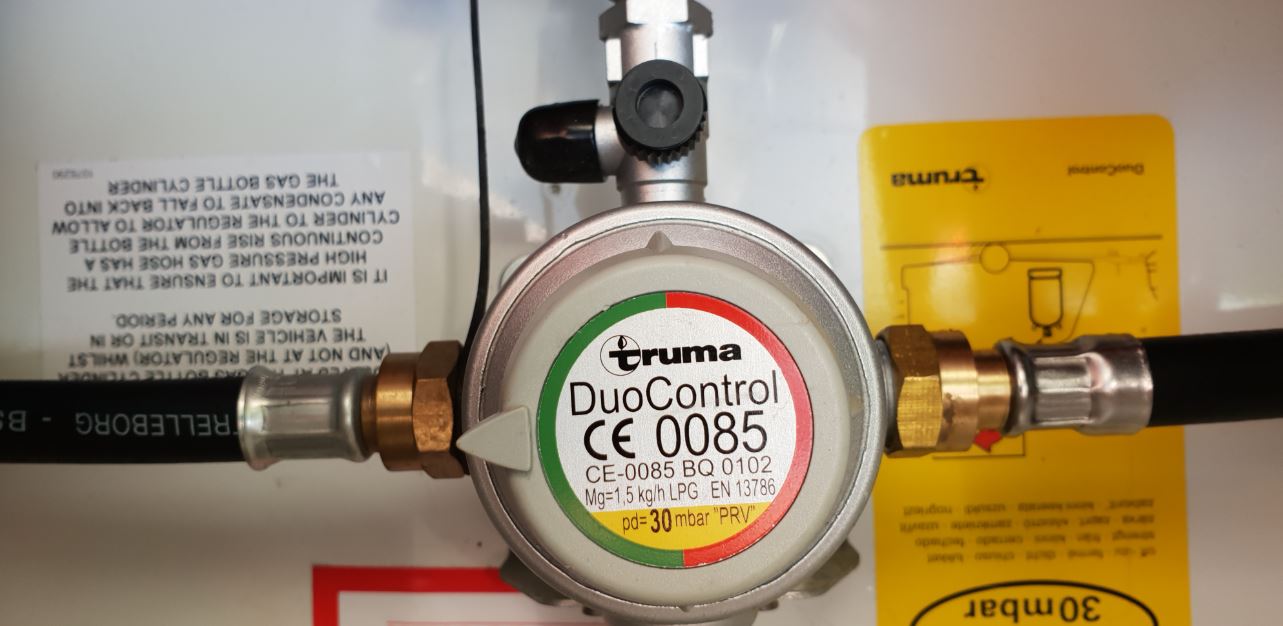 truma
DuoControl
CE 0085
CE-0085 BQ 0102
Mg=1,5 kg/h LPG EN 13786
pd= 30 mbar "PRV"
RELLEBORG - BS
(AND NOT AT THE REGULATOR) WHILST
THE VEHICLE IS IN TRANSIT OR IN
STORAGE FOR ANY PERIOD.
IT IS IMPORTANT TO ENSURE THAT THE
HIGH PRESSURE GAS HOSE HAS A
CONTINUOUS RISE FROM THE BOTTLE
CYLINDER TO THE REGULATOR TO ALLOW
ANY CONDENSATE TO FALL BACK INTO
THE GAS BOTTLE CYLINDER
30 mbar
DuoControl truma